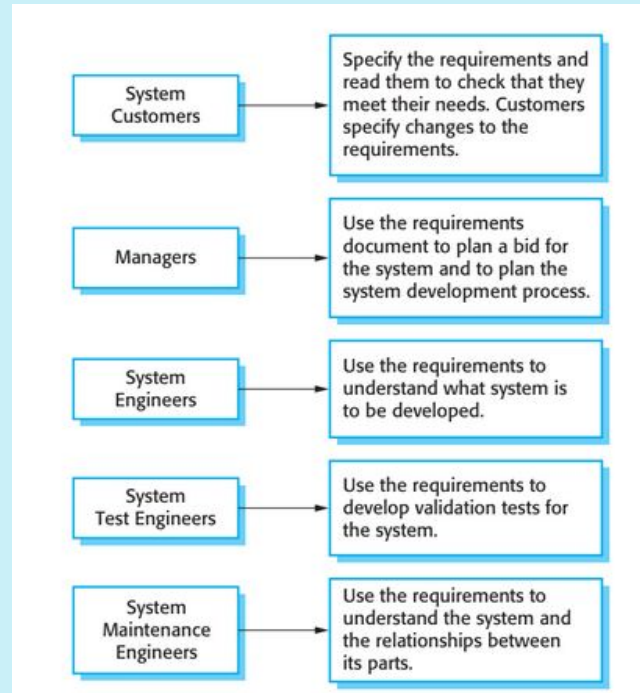 System
Customers
Specify the requirements and
read them to check that they
meet their needs. Customers
specify changes to the
requirements.
Managers
Use the requirements
document to plan a bid for
the system and to plan the
system development process.
System
Engineers
Use the requirements to
understand what system is
to be developed.
System
Test Engineers
Use the requirements to
develop validation tests for
the system.
System
Maintenance
Engineers
Use the requirements to
understand the system and
the relationships between
its parts.